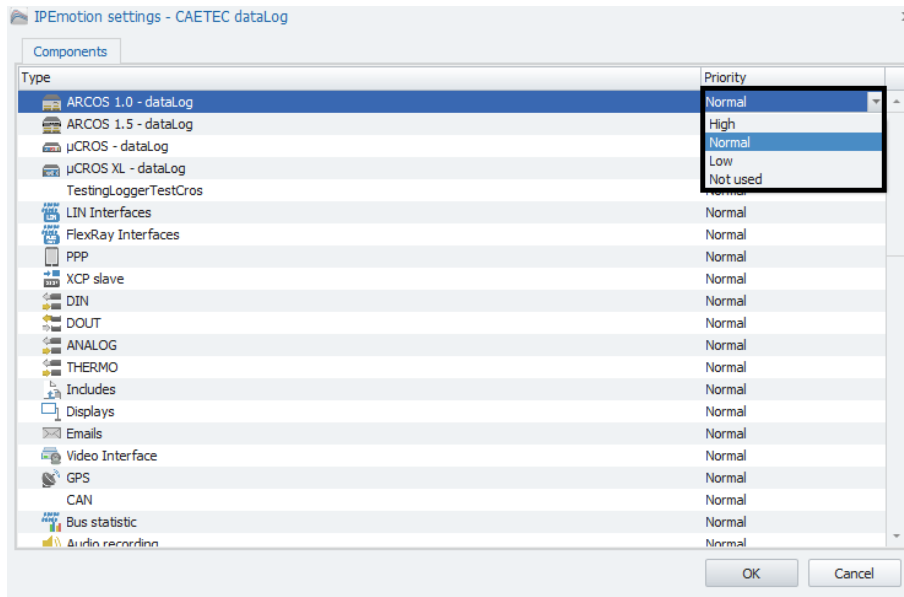 IPEmotion settings - CAETEC dataLog
Components
Type Priority
ARCOS 1.0 - dataLog Normal
High
ARCOS 1.5 - dataLog
Normal
µCROS - dataLog
Low
µCROS XL - dataLog
Not used
TestingLoggerTestCros Normal
LIN Interfaces Normal
FlexRay Interfaces Normal
PPP Normal
XCP slave Normal
DIN Normal
DOUT Normal
ANALOG Normal
THERMO Normal
Includes Normal
Displays Normal
Emails Normal
Video Interface Normal
GPS Normal
CAN Normal
Bus statistic Normal
Audio recording Normal
OK Cancel